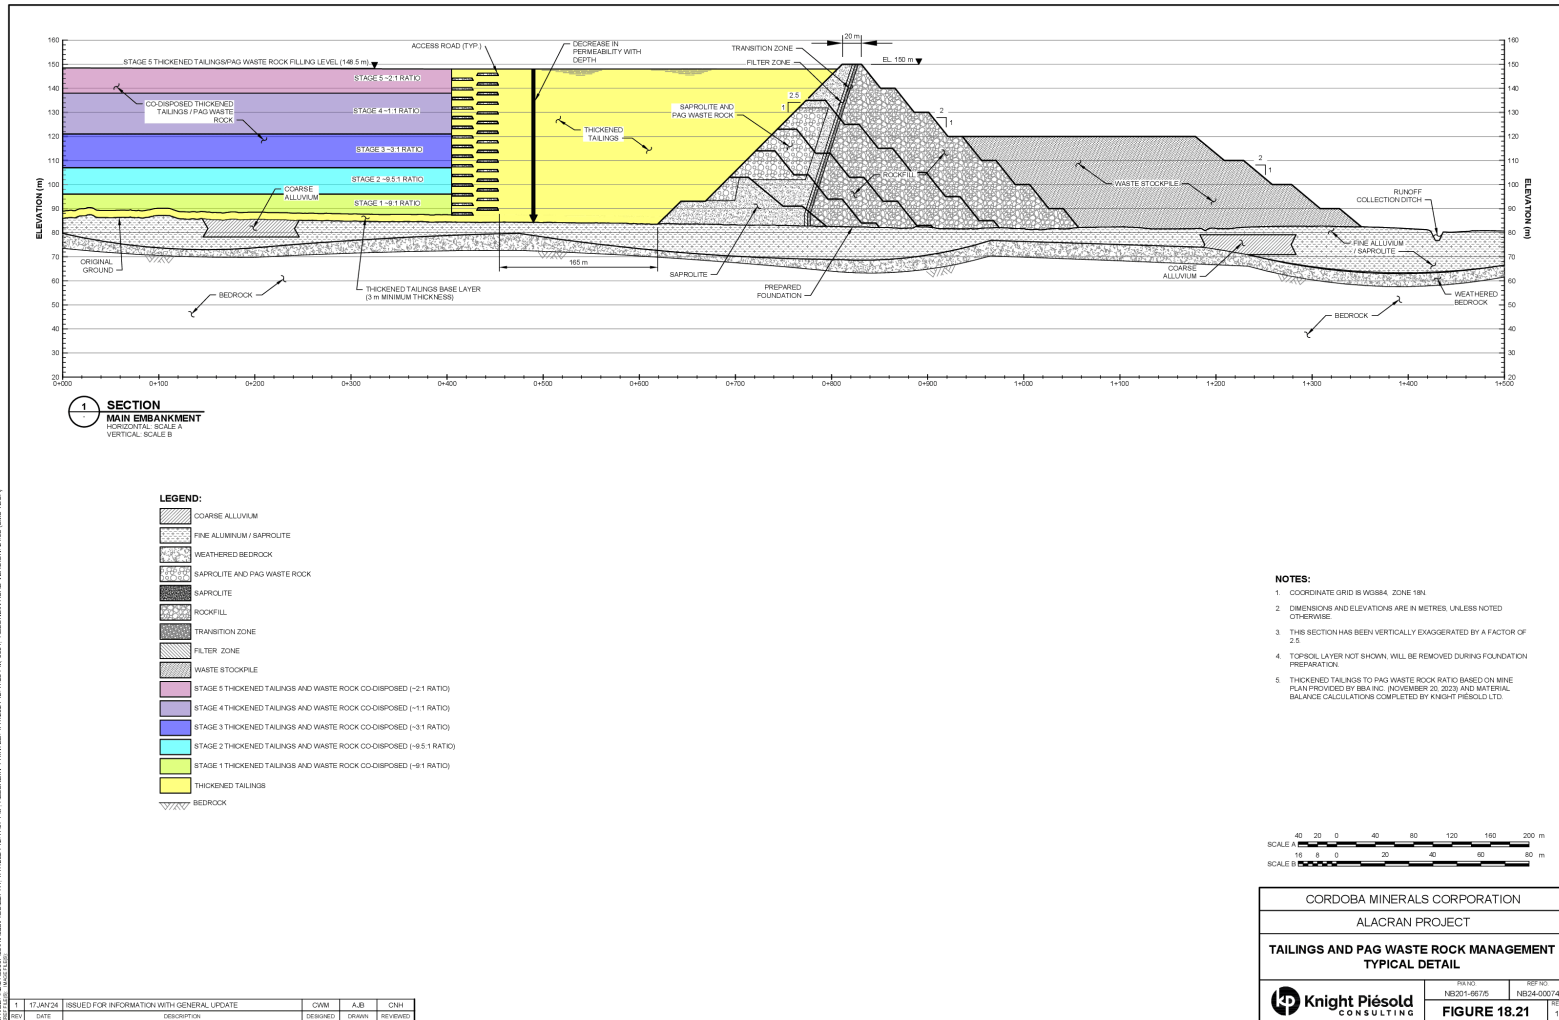 20 m
ACCESS ROAD (TYP.)
DECREASE IN
PERMEABILITY WITH
DEPTH
TRANSITION ZONE
FILTER ZONE
EL. 150 m
STAGE 5 THICKENED TAILINGS/PAG WASTE ROCK FILLING LEVEL (148.5 m)
STAGE 5 ~2:1 RATIO
CO-DISPOSED THICKENED
TAILINGS / PAG WASTE
ROCK
STAGE 4 ~1:1 RATIO
STAGE 3 ~3:1 RATIO
STAGE 2 ~9.5:1 RATIO
STAGE 1 ~9:1 RATIO
COARSE
ALLUVIUM
THICKENED
TAILINGS
SAPROLITE AND
PAG WASTE ROCK
2.5
1
2
1
2
1
ROCKFILL
WASTE STOCKPILE
RUNOFF
COLLECTION DITCH
FINE ALLUVIUM
/ SAPROLITE
COARSE
ALLUVIUM
WEATHERED
BEDROCK
BEDROCK
ORIGINAL
GROUND
BEDROCK
THICKENED TAILINGS BASE LAYER
(3 m MINIMUM THICKNESS)
165 m
SAPROLITE
PREPARED
FOUNDATION
ELEVATION (m)
160
150
140
130
120
110
100
90
80
70
60
50
40
30
20
ELEVATION (m)
160
150
140
130
120
110
100
90
80
70
60
50
40
30
20
0+000 0+100 0+200 0+300 0+400 0+500 0+600 0+700 0+800 0+900 1+000 1+100 1+200 1+300 1+400 1+500
1
-
SECTION
MAIN EMBANKMENT
HORIZONTAL: SCALE A
VERTICAL: SCALE B
LEGEND:
COARSE ALLUVIUM
FINE ALUMINUM / SAPROLITE
WEATHERED BEDROCK
SAPROLITE AND PAG WASTE ROCK
SAPROLITE
ROCKFILL
TRANSITION ZONE
FILTER ZONE
WASTE STOCKPILE
STAGE 5 THICKENED TAILINGS AND WASTE ROCK CO-DISPOSED (~2:1 RATIO)
STAGE 4 THICKENED TAILINGS AND WASTE ROCK CO-DISPOSED (~1:1 RATIO)
STAGE 3 THICKENED TAILINGS AND WASTE ROCK CO-DISPOSED (~3:1 RATIO)
STAGE 2 THICKENED TAILINGS AND WASTE ROCK CO-DISPOSED (~9.5:1 RATIO)
STAGE 1 THICKENED TAILINGS AND WASTE ROCK CO-DISPOSED (~9:1 RATIO)
THICKENED TAILINGS
BEDROCK
NOTES:
1. COORDINATE GRID IS WGS84, ZONE 18N.
2. DIMENSIONS AND ELEVATIONS ARE IN METRES, UNLESS NOTED
OTHERWISE.
3. THIS SECTION HAS BEEN VERTICALLY EXAGGERATED BY A FACTOR OF
2.5.
4. TOPSOIL LAYER NOT SHOWN, WILL BE REMOVED DURING FOUNDATION
PREPARATION.
5. THICKENED TAILINGS TO PAG WASTE ROCK RATIO BASED ON MINE
PLAN PROVIDED BY BBA INC. (NOVEMBER 20, 2023) AND MATERIAL
BALANCE CALCULATIONS COMPLETED BY KNIGHT PIÉSOLD LTD.
40 20 0 40 80 120 160 200 m
SCALE A
16 8 0 20 40 60 80 m
SCALE B
CORDOBA MINERALS CORPORATION
ALACRAN PROJECT
TAILINGS AND PAG WASTE ROCK MANAGEMENT
TYPICAL DETAIL
Knight Piésold
CONSULTING
P/A NO.
NB201-667/5
REF NO.
NB24-00074
FIGURE 18.21
1
1 17JAN'24 ISSUED FOR INFORMATION WITH GENERAL UPDATE CWM AJB CNH
REV DATE DESCRIPTION DESIGNED DRAWN REVIEWED